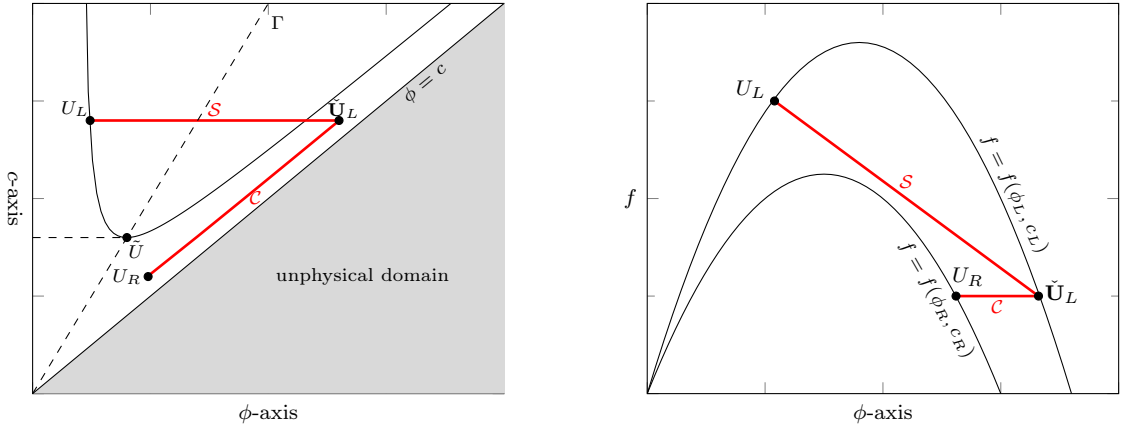 Γ
ϕ = c
U_L
S
Ǔ_L
c-axis
C
Ũ
U_R
unphysical domain
ϕ-axis
U_L
f = f(ϕ_L, c_L)
S
f
f = f(ϕ_R, c_R)
U_R
Ǔ_L
C
ϕ-axis